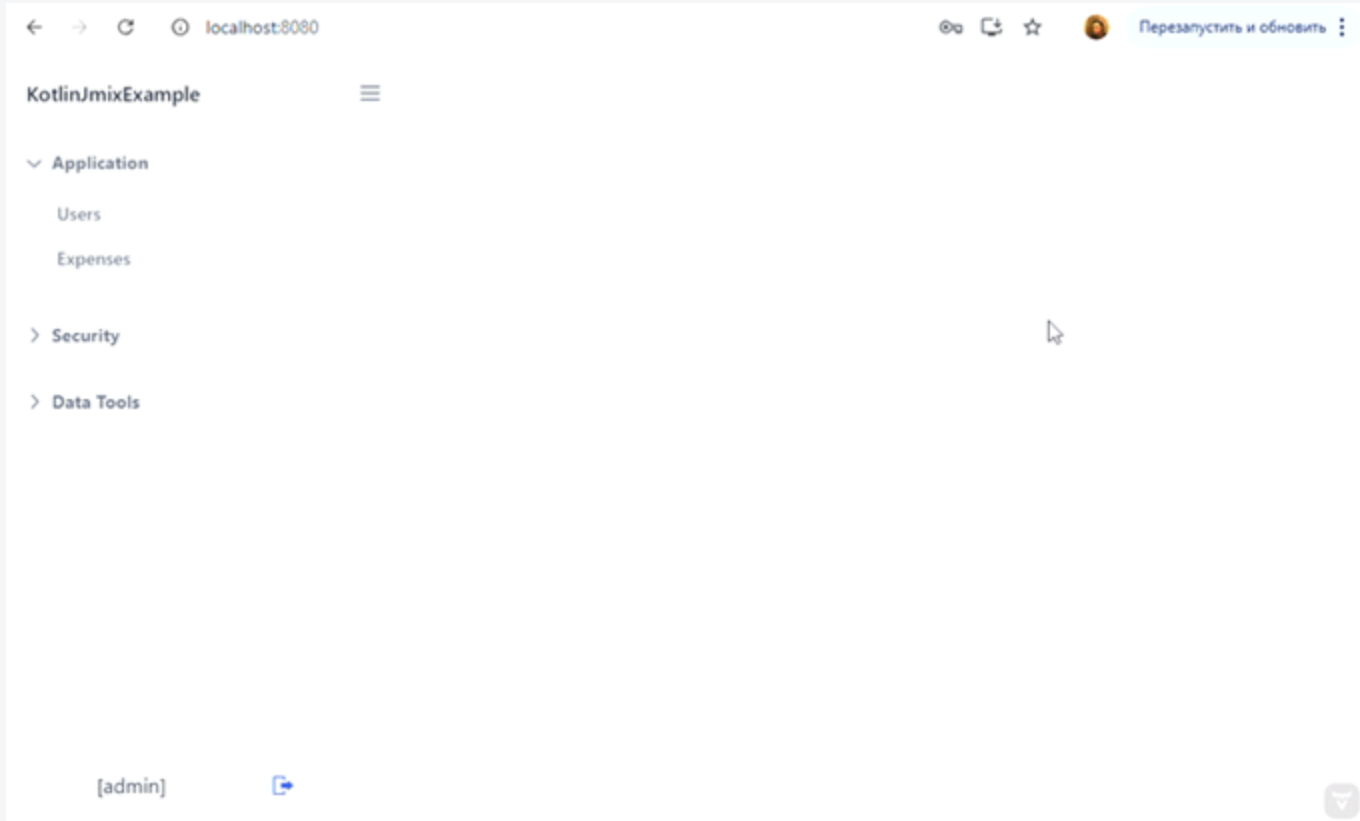 localhost:8080
Перезапустить и обновить
KotlinJmixExample
Application
Users
Expenses
Security
Data Tools
[admin]